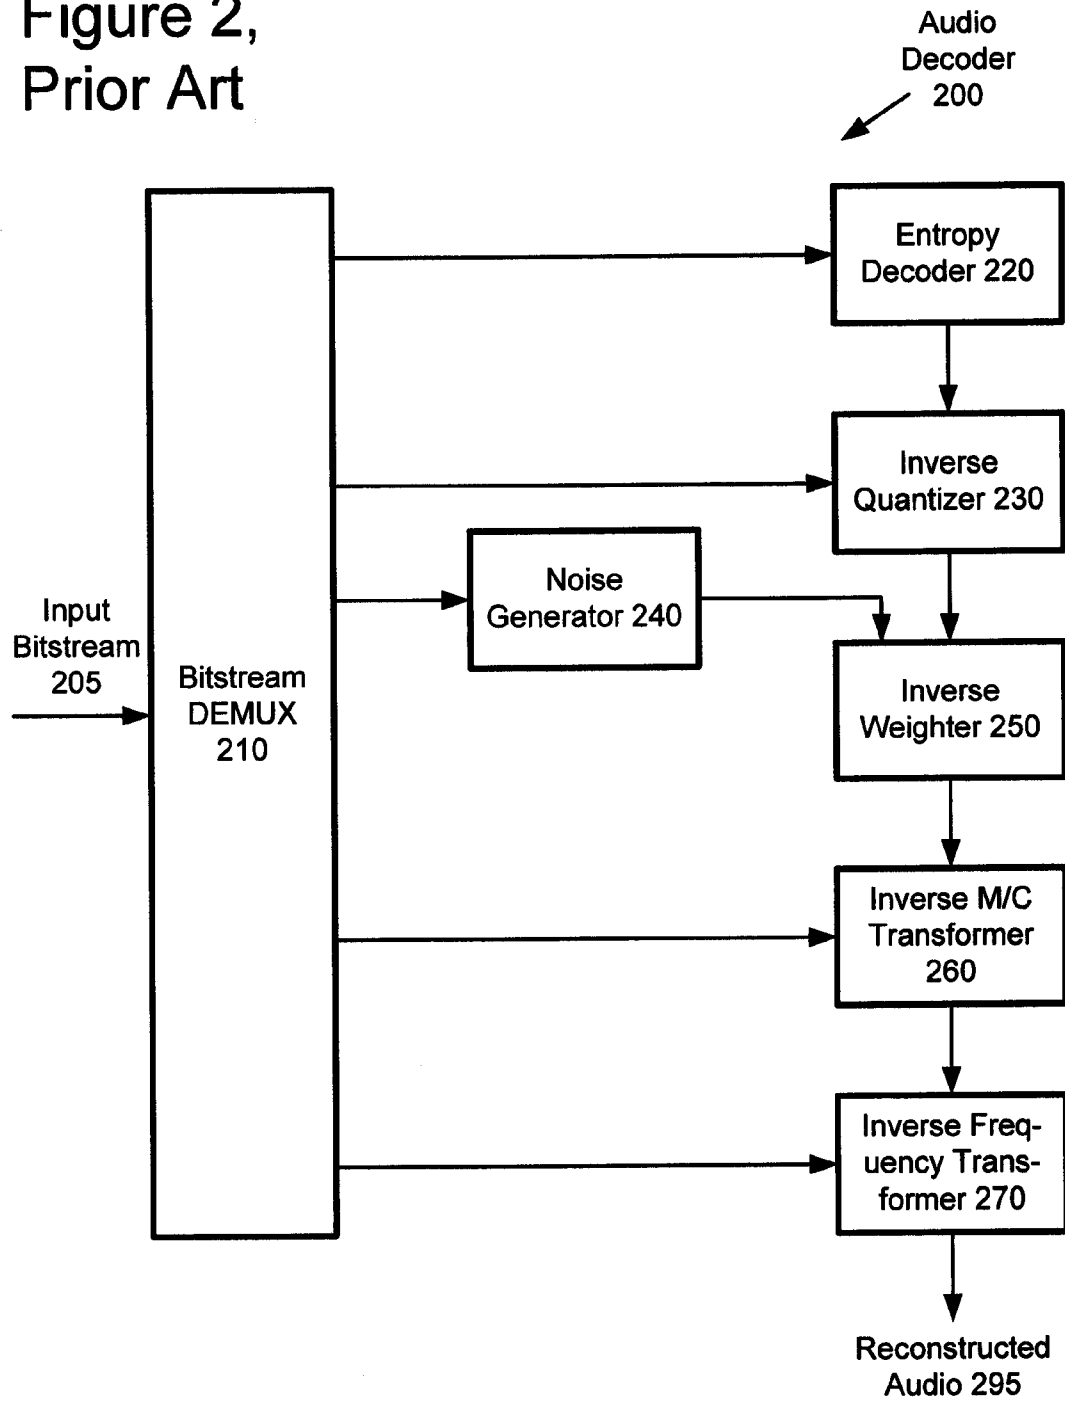 Figure 2,
Prior Art
Audio
Decoder
200
Entropy
Decoder 220
Inverse
Quantizer 230
Noise
Generator 240
Input
Bitstream
205
Bitstream
DEMUX
210
Inverse
Weighter 250
Inverse M/C
Transformer
260
Inverse Freq-
uency Trans-
former 270
Reconstructed
Audio 295